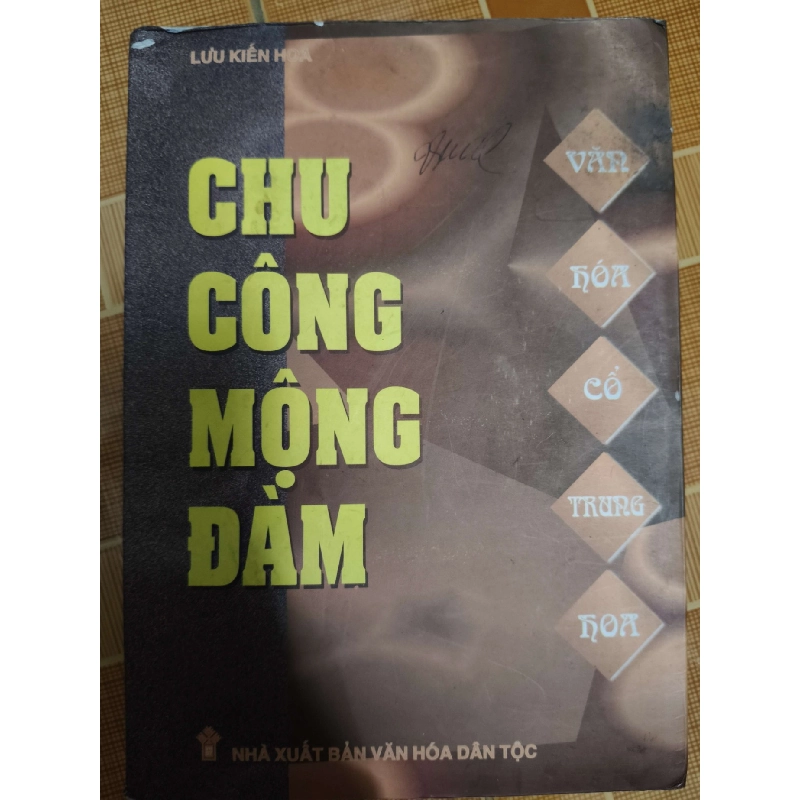 LƯU KIẾN HOA
CHU
CÔNG
MỘNG
ĐÀM
VĂN
HÓA
CỔ
TRUNG
HOA
NHÀ XUẤT BẢN VĂN HÓA DÂN TỘC